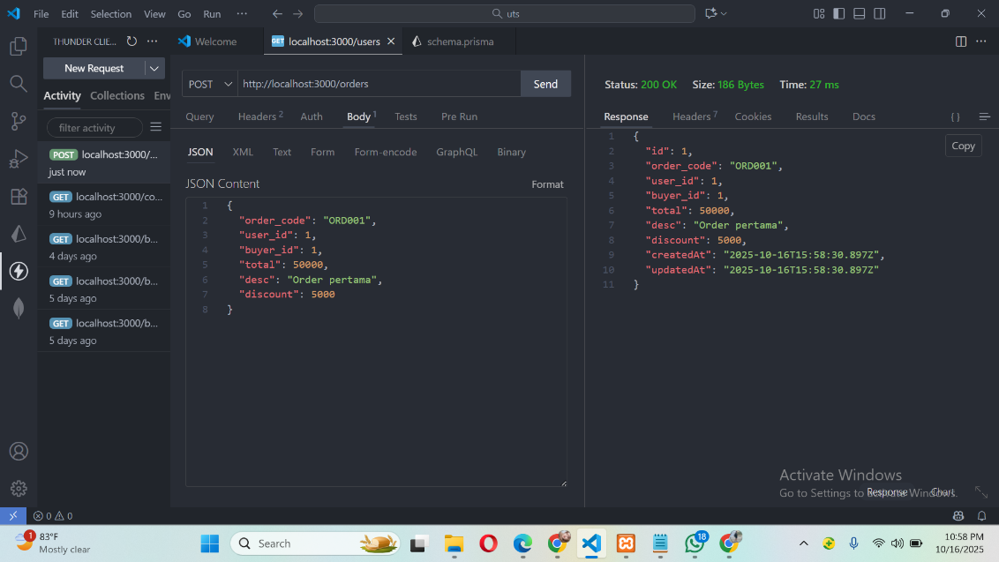 File Edit Selection View Go Run ··· uts
THUNDER CLIE... ···
Welcome
GET localhost:3000/users
schema.prisma
New Request
Activity Collections Env
filter activity
POST localhost:3000/...
just now
GET localhost:3000/co...
9 hours ago
GET localhost:3000/b...
4 days ago
GET localhost:3000/b...
5 days ago
GET localhost:3000/b...
5 days ago
POST http://localhost:3000/orders Send
Query Headers 2 Auth Body 1 Tests Pre Run
JSON XML Text Form Form-encode GraphQL Binary
JSON Content Format
1 {
2 "order_code": "ORD001",
3 "user_id": 1,
4 "buyer_id": 1,
5 "total": 50000,
6 "desc": "Order pertama",
7 "discount": 5000
8 }
Status: 200 OK Size: 186 Bytes Time: 27 ms
Response Headers 7 Cookies Results Docs { }
Copy
1 {
2 "id": 1,
3 "order_code": "ORD001",
4 "user_id": 1,
5 "buyer_id": 1,
6 "total": 50000,
7 "desc": "Order pertama",
8 "discount": 5000,
9 "createdAt": "2025-10-16T15:58:30.897Z",
10 "updatedAt": "2025-10-16T15:58:30.897Z"
11 }
Activate Windows
Go to Settings to activate Windows.
Response Chart
0 0
1 83°F
Mostly clear
Search
18
10:58 PM
10/16/2025